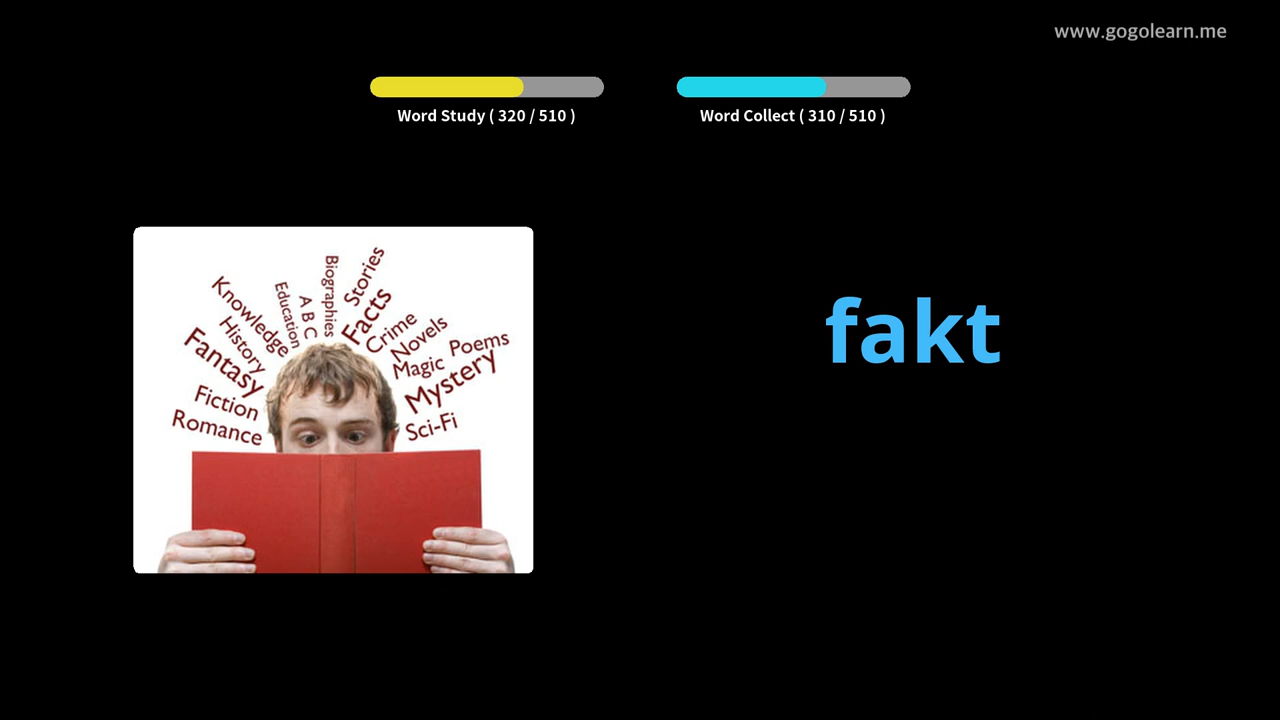 www.gogolearn.me
Word Study ( 320 / 510 )
Word Collect ( 310 / 510 )
Romance
Fiction
Fantasy
History
Knowledge
Education
A B C
Biographies
Stories
Facts
Crime
Novels
Magic
Poems
Mystery
Sci-Fi
fakt